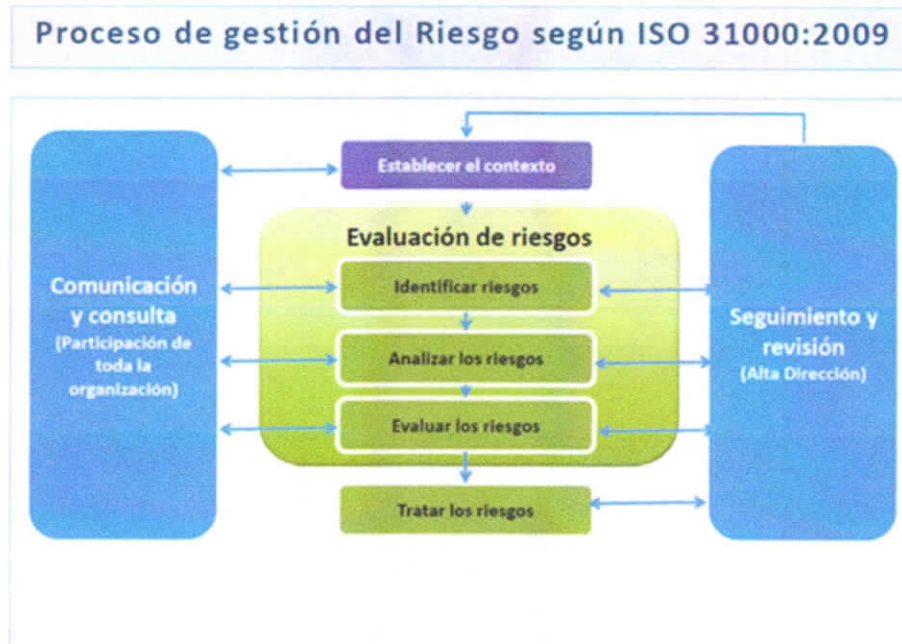 Proceso de gestión del Riesgo según ISO 31000:2009
Establecer el contexto
Evaluación de riesgos
Identificar riesgos
Analizar los riesgos
Evaluar los riesgos
Tratar los riesgos
Comunicación
y consulta
(Participación de
toda la
organización)
Seguimiento y
revisión
(Alta Dirección)